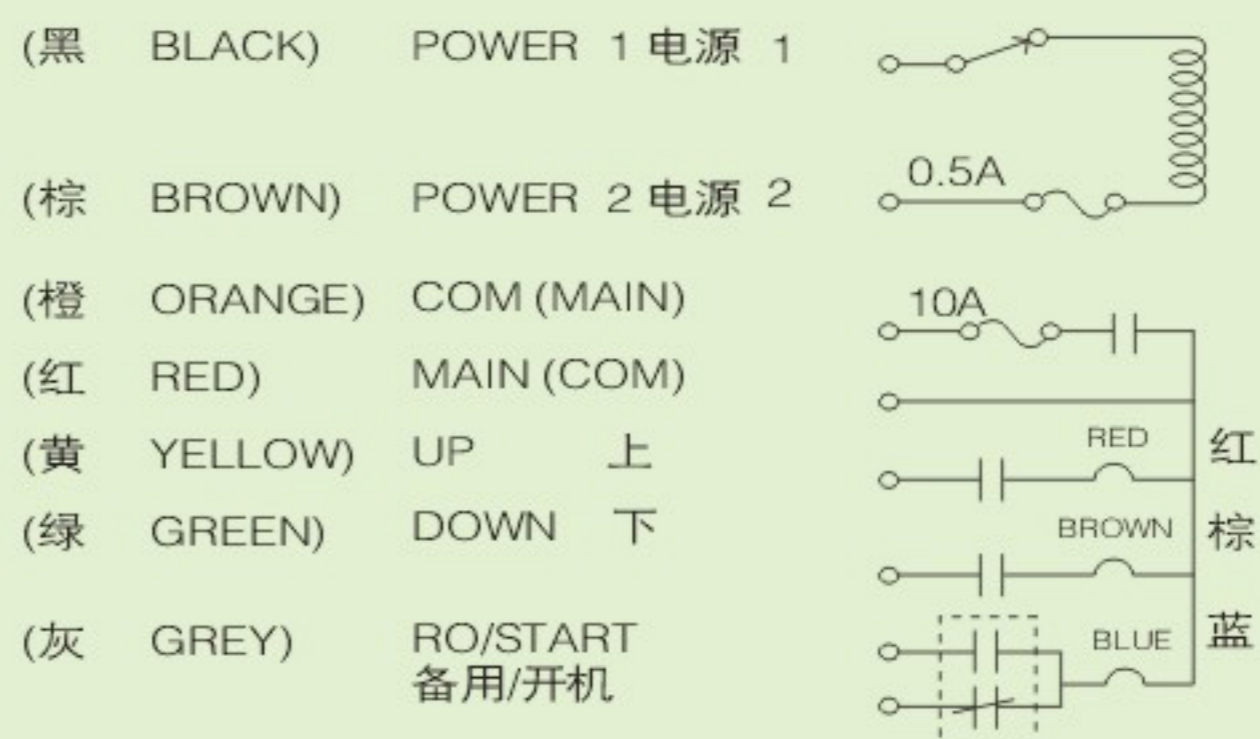 (黑 BLACK) POWER 1 电源 1
0.5A
(棕 BROWN) POWER 2 电源 2
(橙 ORANGE) COM (MAIN)
10A
(红 RED) MAIN (COM)
RED 红
(黄 YELLOW) UP 上
(绿 GREEN) DOWN 下
BROWN 棕
(灰 GREY) RO/START
备用/开机
BLUE 蓝